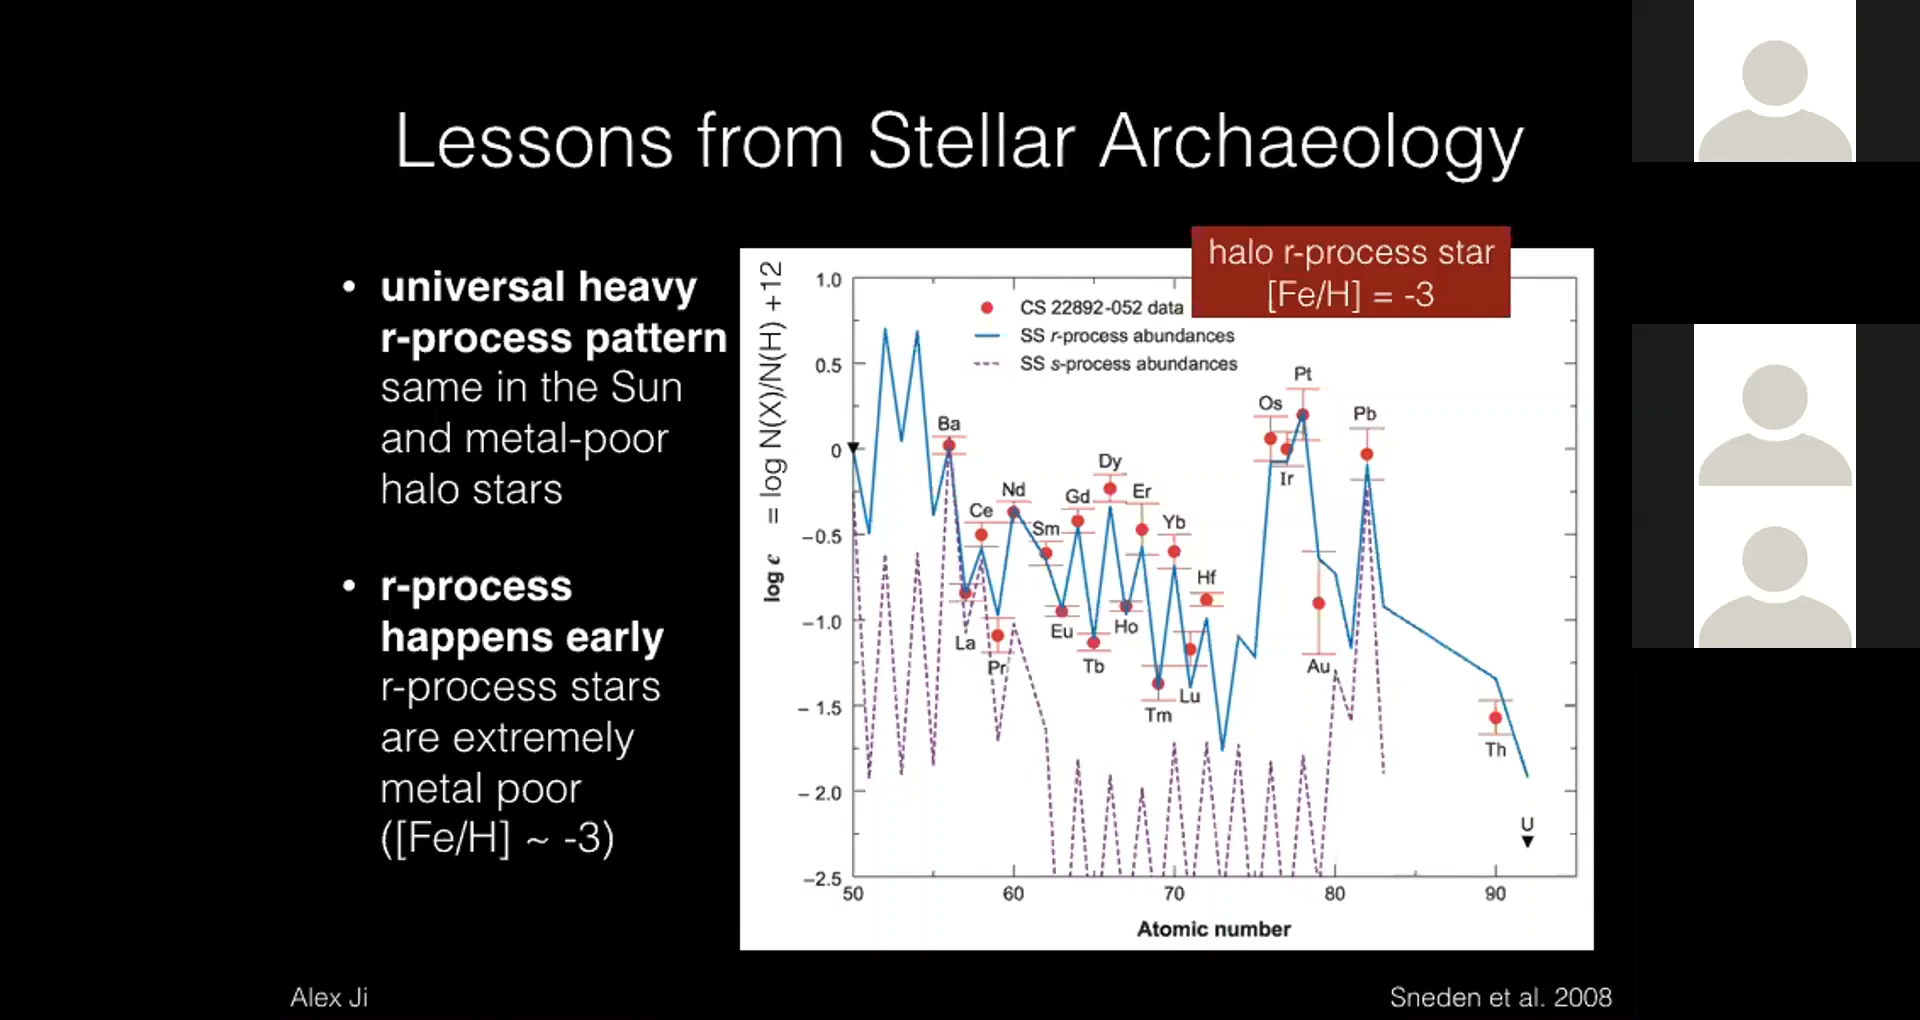 Lessons from Stellar Archaeology
• universal heavy
r-process pattern
same in the Sun
and metal-poor
halo stars
• r-process
happens early
r-process stars
are extremely
metal poor
([Fe/H] ~ -3)
halo r-process star
[Fe/H] = -3
CS 22892-052 data
SS r-process abundances
SS s-process abundances
log ϵ = log N(X)/N(H) +12
1.0
0.5
0
−0.5
−1.0
− 1.5
− 2.0
−2.5
Ba
La
Ce
Pr
Nd
Sm
Eu
Gd
Tb
Dy
Ho
Er
Tm
Yb
Lu
Hf
Os
Ir
Pt
Au
Pb
Th
U
50 60 70 80 90
Atomic number
Alex Ji
Sneden et al. 2008